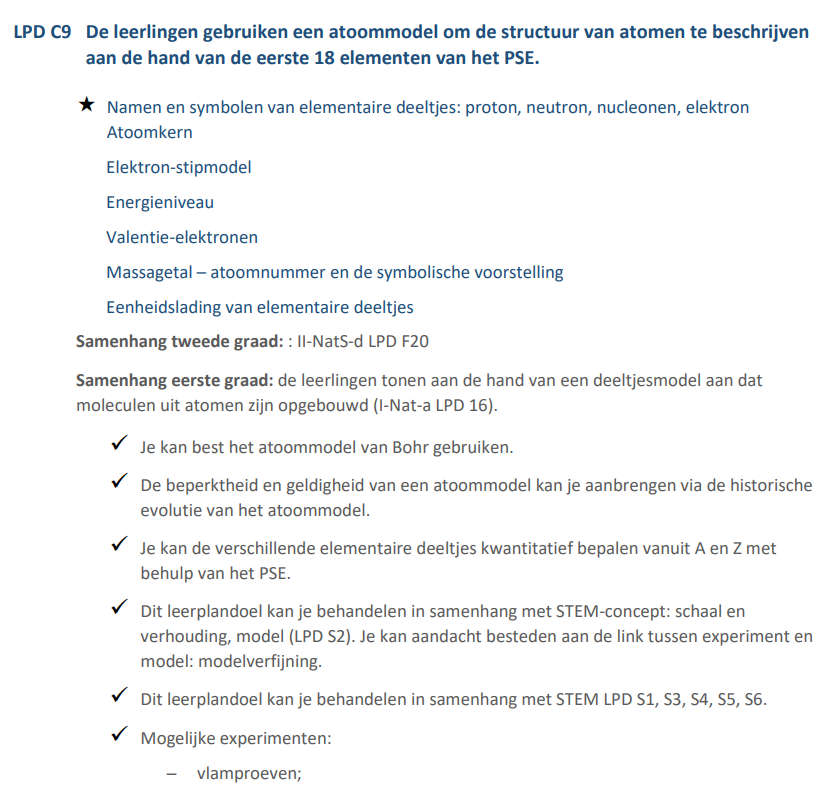 LPD C9 De leerlingen gebruiken een atoommodel om de structuur van atomen te beschrijven
aan de hand van de eerste 18 elementen van het PSE.
★ Namen en symbolen van elementaire deeltjes: proton, neutron, nucleonen, elektron
Atoomkern
Elektron-stipmodel
Energieniveau
Valentie-elektronen
Massagetal – atoomnummer en de symbolische voorstelling
Eenheidslading van elementaire deeltjes
Samenhang tweede graad: : II-NatS-d LPD F20
Samenhang eerste graad: de leerlingen tonen aan de hand van een deeltjesmodel aan dat
moleculen uit atomen zijn opgebouwd (I-Nat-a LPD 16).
✓ Je kan best het atoommodel van Bohr gebruiken.
✓ De beperktheid en geldigheid van een atoommodel kan je aanbrengen via de historische
evolutie van het atoommodel.
✓ Je kan de verschillende elementaire deeltjes kwantitatief bepalen vanuit A en Z met
behulp van het PSE.
✓ Dit leerplandoel kan je behandelen in samenhang met STEM-concept: schaal en
verhouding, model (LPD S2). Je kan aandacht besteden aan de link tussen experiment en
model: modelverfijning.
✓ Dit leerplandoel kan je behandelen in samenhang met STEM LPD S1, S3, S4, S5, S6.
✓ Mogelijke experimenten:
– vlamproeven;